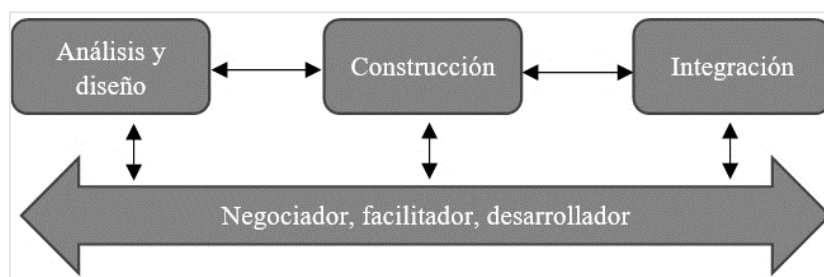 Análisis y
diseño
Construcción
Integración
Negociador, facilitador, desarrollador